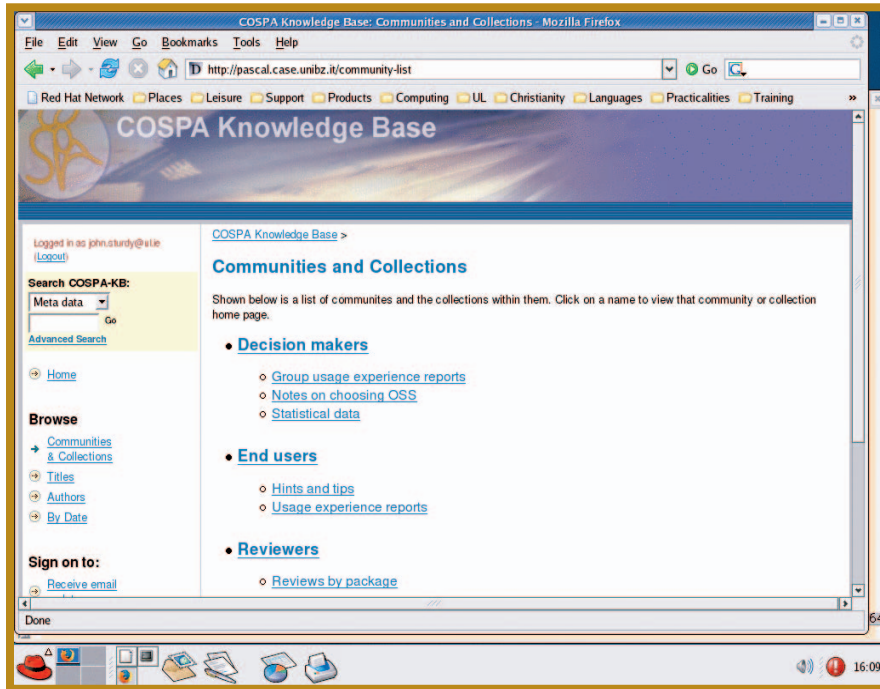 COSPA Knowledge Base: Communities and Collections - Mozilla Firefox
File Edit View Go Bookmarks Tools Help
http://pascal.case.unibz.it/community-list Go G
Red Hat Network Places Leisure Support Products Computing UL Christianity Languages Practicalities Training »
COSPA Knowledge Base
Logged in as john.sturdy@ul.ie
(Logout)
Search COSPA-KB:
Meta data
Go
Advanced Search
Home
Browse
Communities
& Collections
Titles
Authors
By Date
Sign on to:
Receive email
COSPA Knowledge Base >
Communities and Collections
Shown below is a list of communites and the collections within them. Click on a name to view that community or collection
home page.
• Decision makers
Group usage experience reports
Notes on choosing OSS
Statistical data
• End users
Hints and tips
Usage experience reports
• Reviewers
Reviews by package
Done
64
16:09